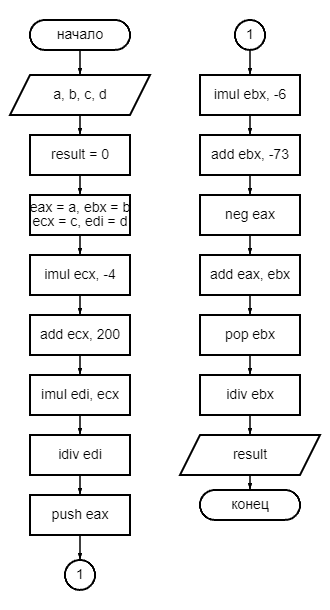 начало
a, b, c, d
result = 0
eax = a, ebx = b
ecx = c, edi = d
imul ecx, -4
add ecx, 200
imul edi, ecx
idiv edi
push eax
1
1
imul ebx, -6
add ebx, -73
neg eax
add eax, ebx
pop ebx
idiv ebx
result
конец